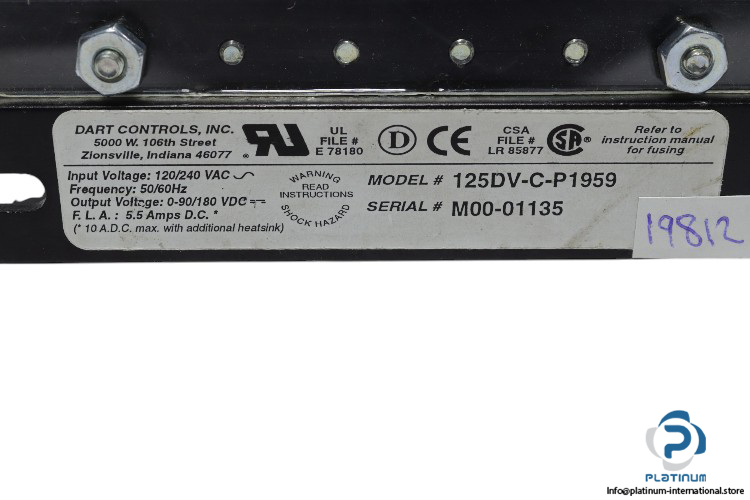 DART CONTROLS, INC.
5000 W. 106th Street
Zionsville, Indiana 46077
UL
FILE #
E 78180
D
CE
CSA
FILE #
LR 85877
SA
Refer to
instruction manual
for fusing
Input Voltage: 120/240 VAC
Frequency: 50/60Hz
Output Voltage: 0-90/180 VDC
F. L. A. : 5.5 Amps D.C. *
(* 10 A.D.C. max. with additional heatsink)
WARNING
READ
INSTRUCTIONS
SHOCK HAZARD
MODEL # 125DV-C-P1959
SERIAL # M00-01135
19812
PLATINUM
Info@platinum-international.store